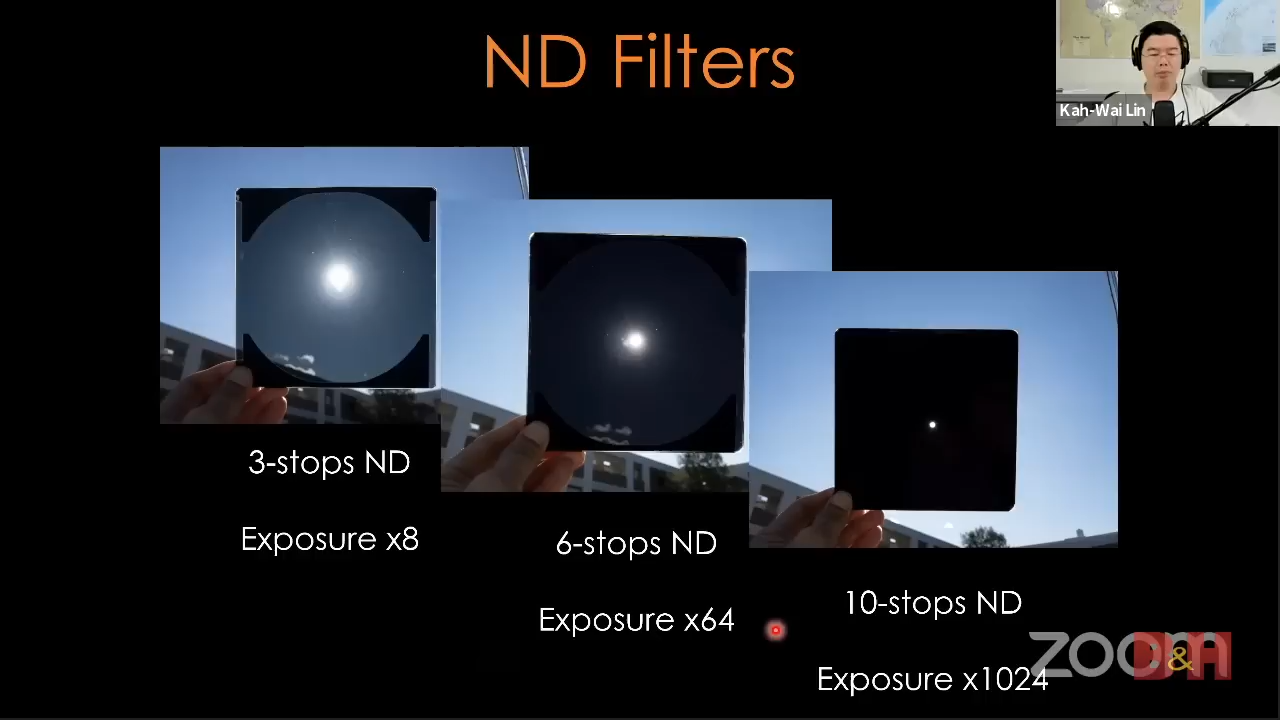 ND Filters
Kah-Wai Lin
3-stops ND
Exposure x8
6-stops ND
Exposure x64
10-stops ND
Exposure x1024
zoom
B&H